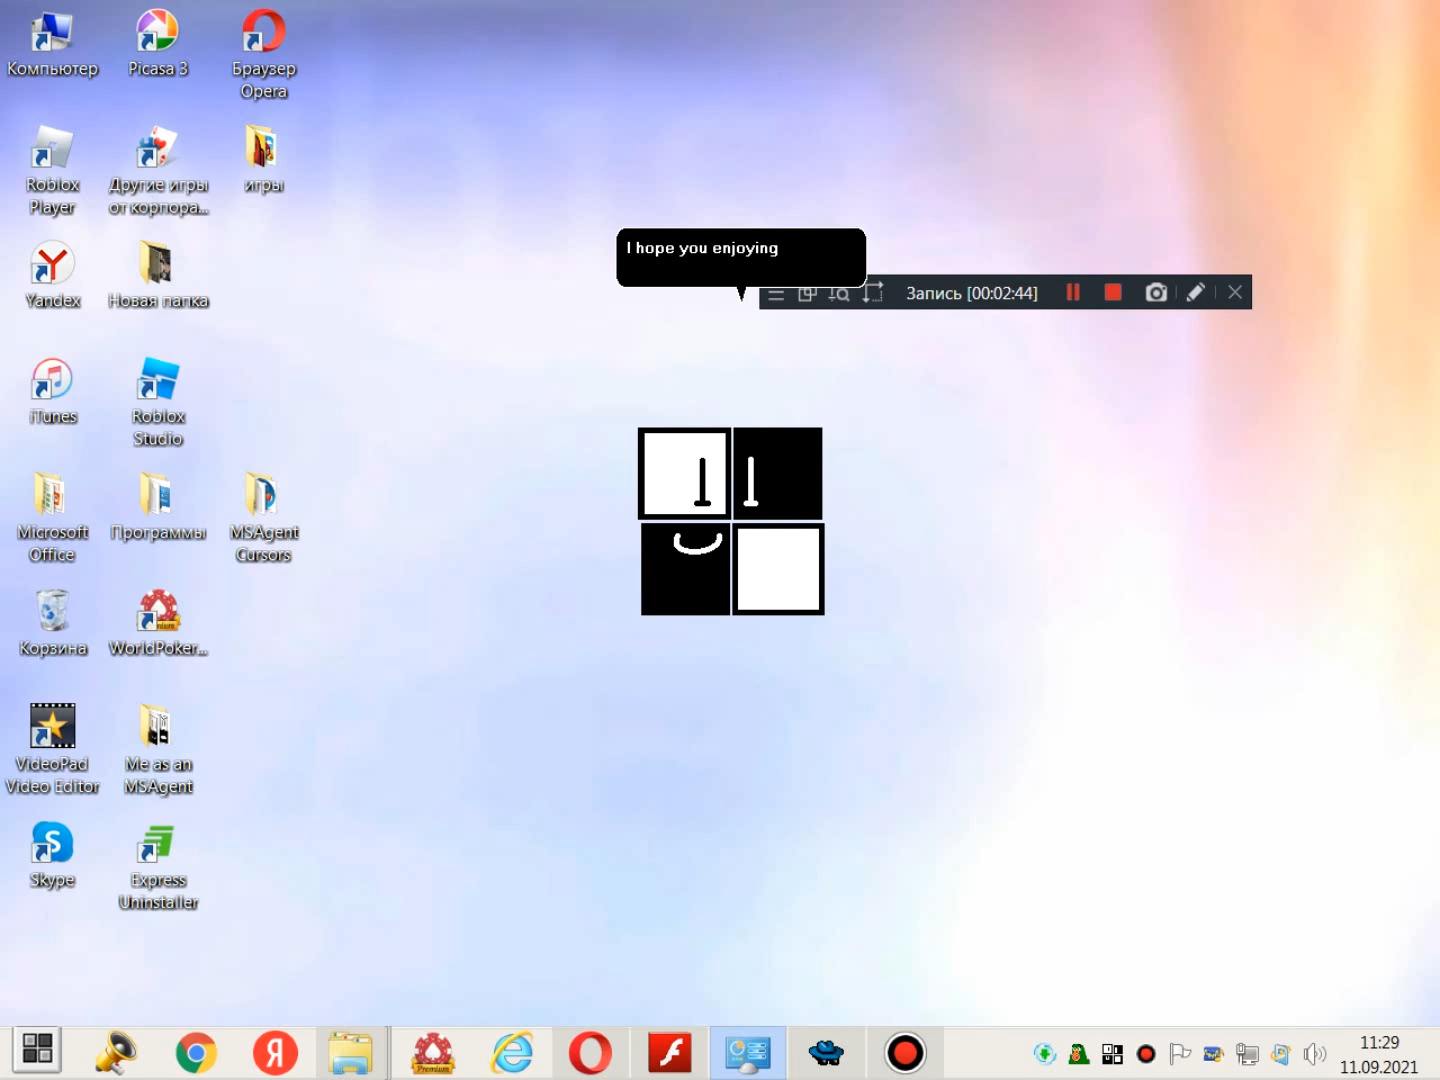 Компьютер
Picasa 3
Браузер
Opera
Roblox
Player
Другие игры
от корпора...
игры
Yandex
Новая папка
iTunes
Roblox
Studio
Microsoft
Office
Программы
MSAgent
Cursors
Корзина
WorldPoker...
VideoPad
Video Editor
Me as an
MSAgent
Skype
Express
Uninstaller
I hope you enjoying
Запись [00:02:44]
Premium
11:29
11.09.2021